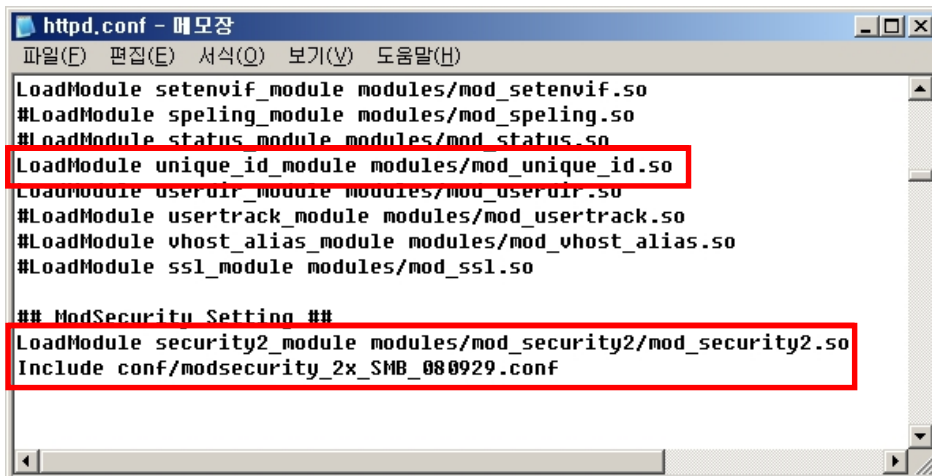 httpd.conf - 메모장
파일(F) 편집(E) 서식(O) 보기(V) 도움말(H)
LoadModule setenvif_module modules/mod_setenvif.so
#LoadModule speling_module modules/mod_speling.so
#LoadModule status_module modules/mod_status.so
LoadModule unique_id_module modules/mod_unique_id.so
LoadModule userdir_module modules/mod_userdir.so
#LoadModule usertrack_module modules/mod_usertrack.so
#LoadModule vhost_alias_module modules/mod_vhost_alias.so
#LoadModule ssl_module modules/mod_ssl.so
## ModSecurity Setting ##
LoadModule security2_module modules/mod_security2/mod_security2.so
Include conf/modsecurity_2x_SMB_080929.conf